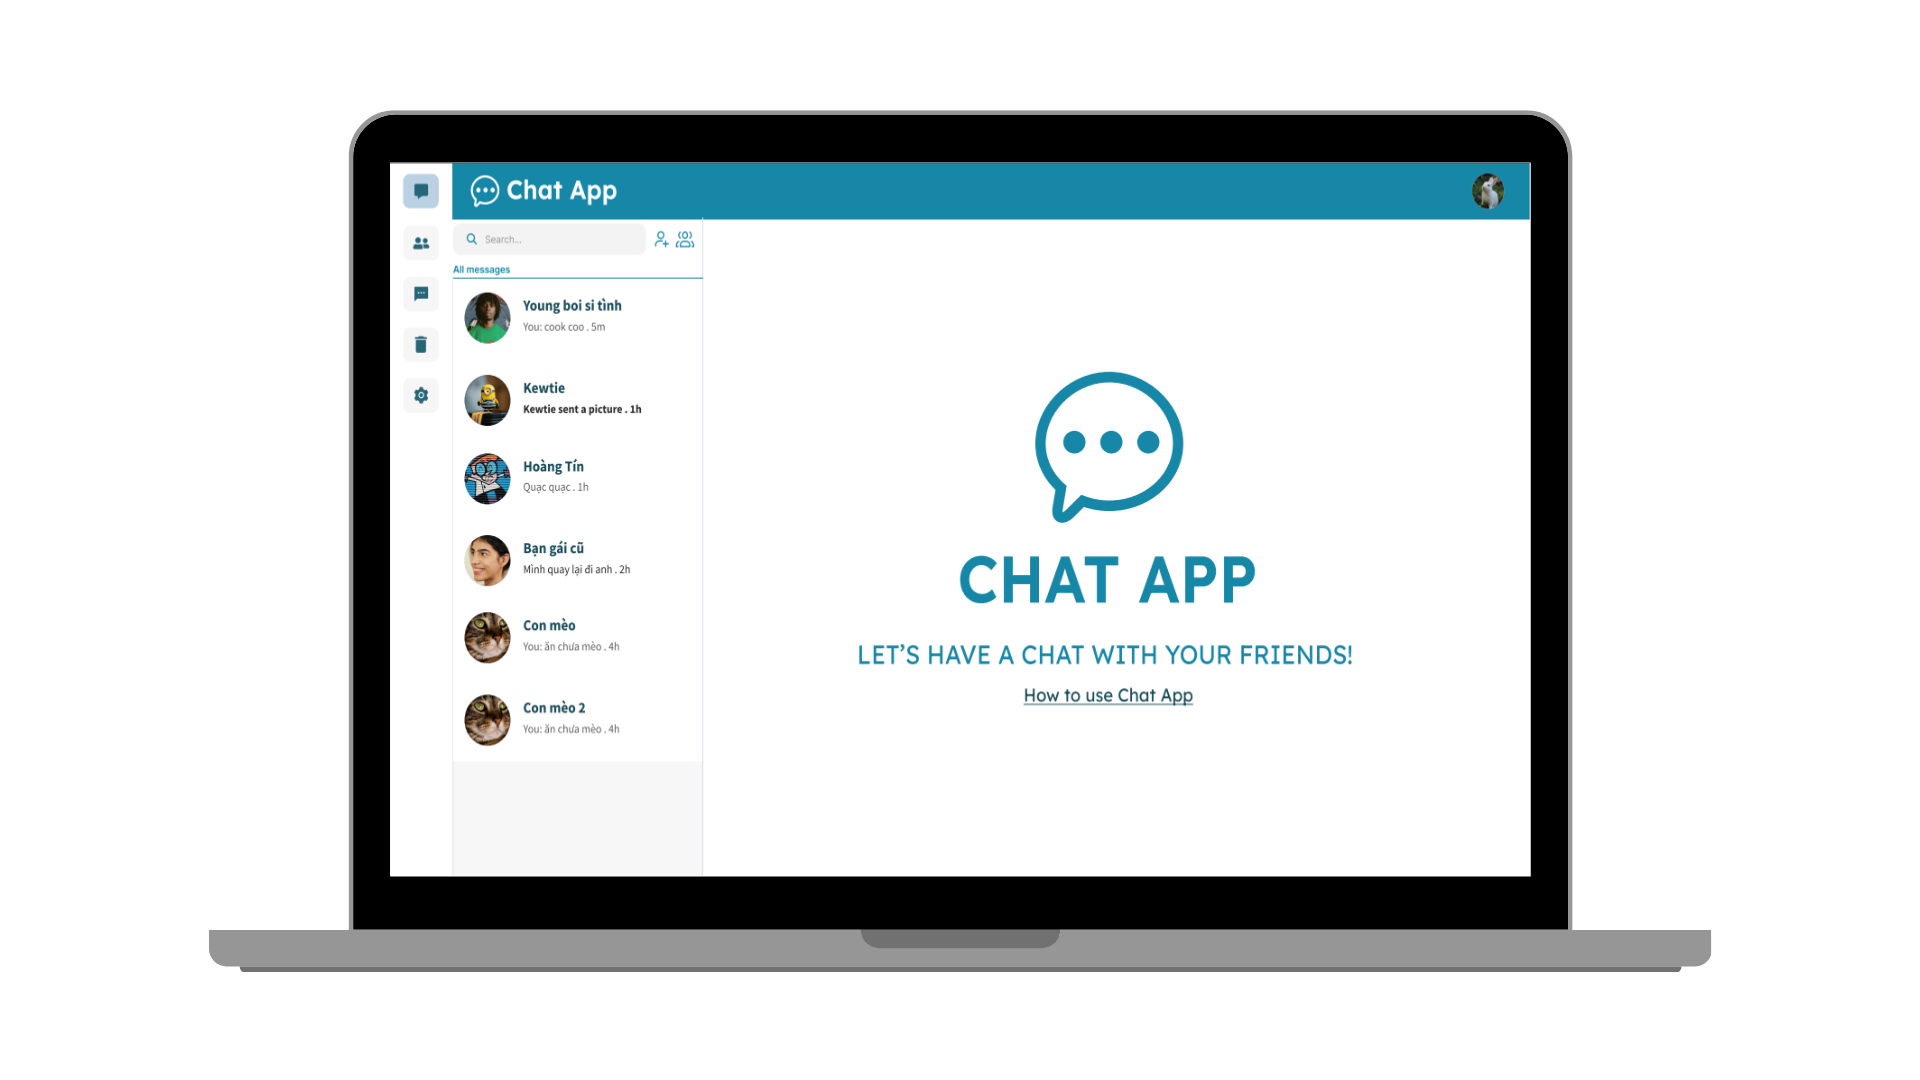 Chat App
Search...
All messages
Young boi si tình
You: cook coo . 5m
Kewtie
Kewtie sent a picture . 1h
Hoàng Tín
Quạc quạc . 1h
Bạn gái cũ
Mình quay lại đi anh . 2h
Con mèo
You: ăn chưa mèo . 4h
Con mèo 2
You: ăn chưa mèo . 4h
CHAT APP
LET’S HAVE A CHAT WITH YOUR FRIENDS!
How to use Chat App